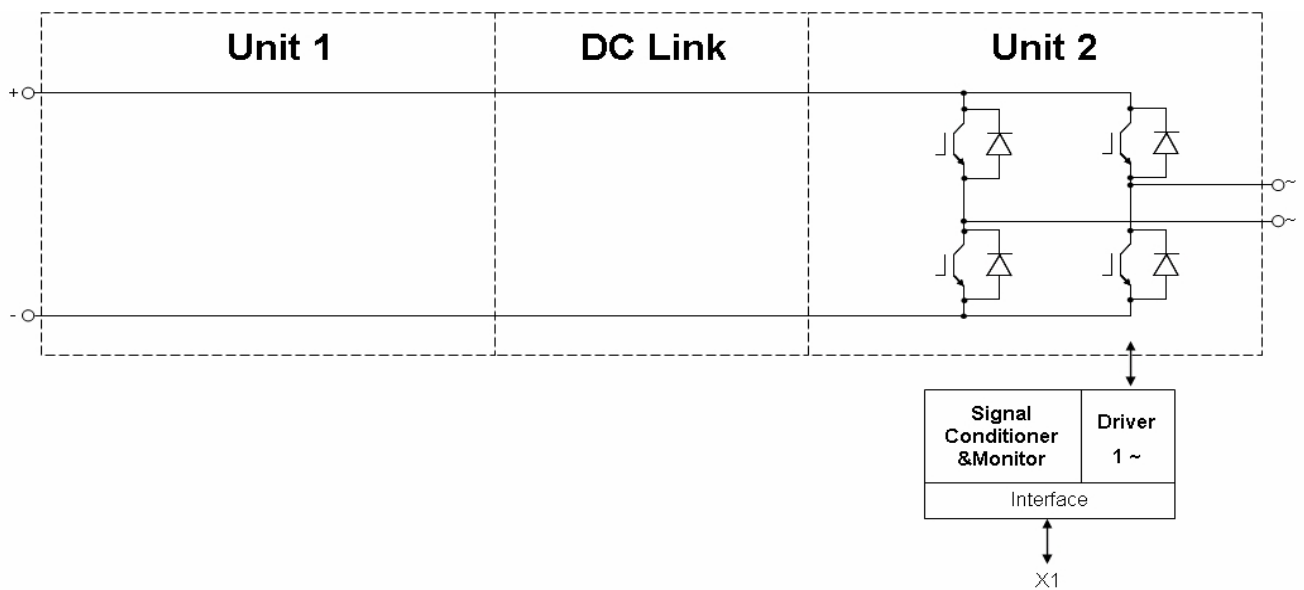 Unit 1
DC Link
Unit 2
+
~
~
-
Signal
Conditioner
&Monitor
Driver
1 ~
Interface
X1